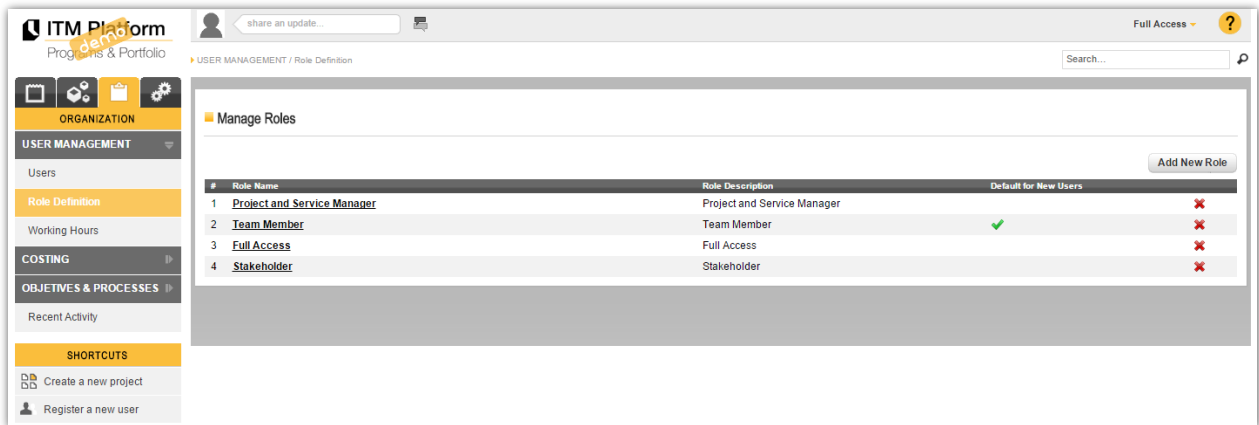 ITM Platform
demo
Programs & Portfolio
share an update...
Full Access
?
USER MANAGEMENT / Role Definition
Search...
ORGANIZATION
USER MANAGEMENT
Users
Role Definition
Working Hours
COSTING
OBJETIVES & PROCESSES
Recent Activity
SHORTCUTS
Create a new project
Register a new user
Manage Roles
Add New Role
# Role Name Role Description Default for New Users
1 Project and Service Manager Project and Service Manager
2 Team Member Team Member
3 Full Access Full Access
4 Stakeholder Stakeholder